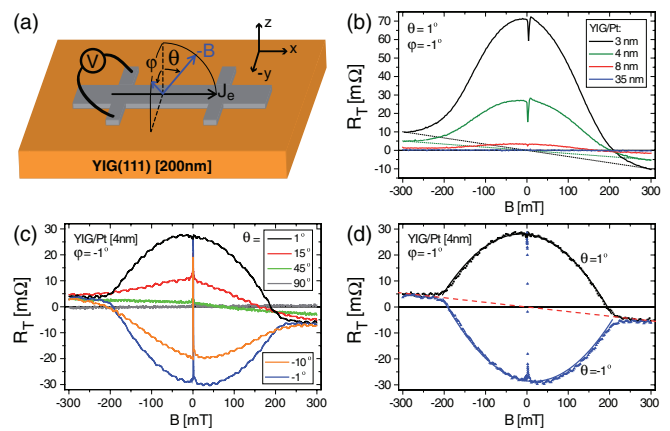 (a)
z
x
-y
V
φ
θ
-B
Jₑ
YIG(111) [200nm]
(b)
θ = 1°
φ= -1°
YIG/Pt:
3 nm
4 nm
8 nm
35 nm
R_T [mΩ]
70
60
50
40
30
20
10
0
-10
-300 -200 -100 0 100 200 300
B [mT]
(c)
YIG/Pt [4nm]
φ= -1°
θ =
1°
15°
45°
90°
-10°
-1°
R_T [mΩ]
30
20
10
0
-10
-20
-30
-300 -200 -100 0 100 200 300
B [mT]
(d)
YIG/Pt [4nm]
φ= -1°
θ=1°
θ=-1°
R_T [mΩ]
30
20
10
0
-10
-20
-30
-300 -200 -100 0 100 200 300
B [mT]